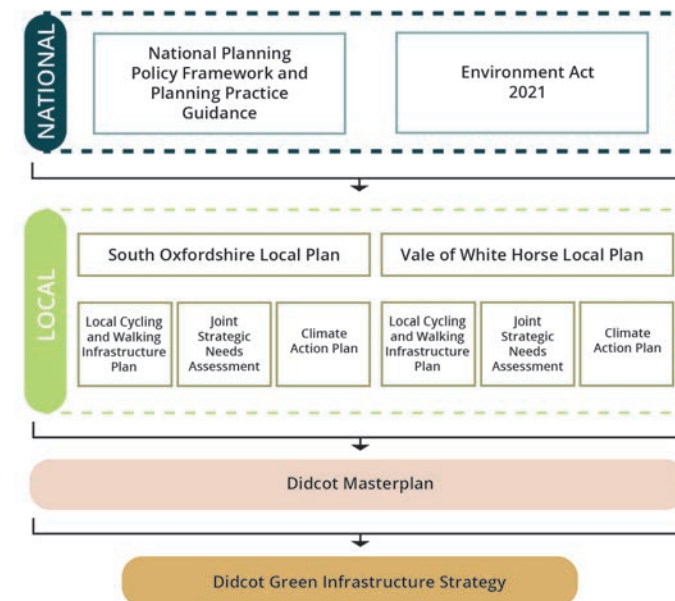 NATIONAL
National Planning
Policy Framework and
Planning Practice
Guidance
Environment Act
2021
LOCAL
South Oxfordshire Local Plan
Vale of White Horse Local Plan
Local Cycling
and Walking
Infrastructure
Plan
Joint
Strategic
Needs
Assessment
Climate
Action Plan
Local Cycling
and Walking
Infrastructure
Plan
Joint
Strategic
Needs
Assessment
Climate
Action Plan
Didcot Masterplan
Didcot Green Infrastructure Strategy